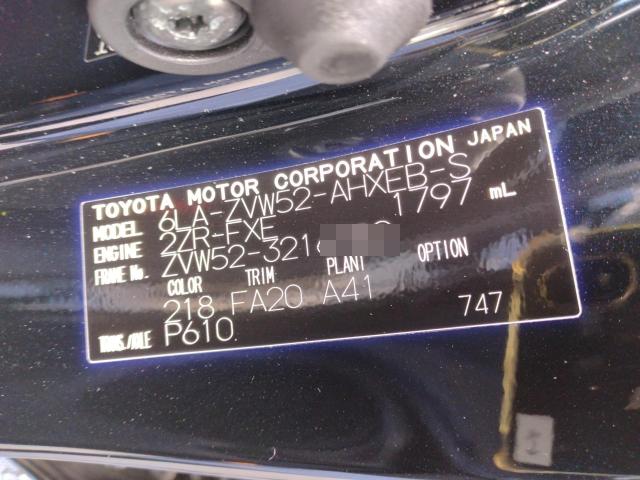 TOYOTA MOTOR CORPORATION JAPAN
MODEL 6LA-ZVW52-AHXEB-S
ENGINE 2ZR-FXE 1797 mL
FRAME No. ZVW52-321
COLOR TRIM PLANT OPTION
218 FA20 A41
TRANS./AXLE P610 747